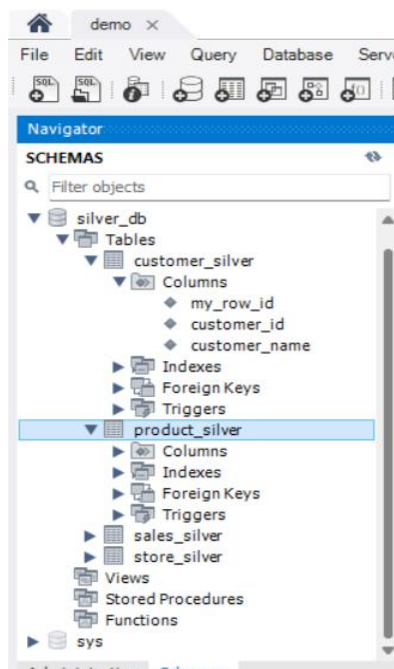 demo ×
File Edit View Query Database
Navigator
SCHEMAS
Filter objects
silver_db
Tables
customer_silver
Columns
my_row_id
customer_id
customer_name
Indexes
Foreign Keys
Triggers
product_silver
Columns
Indexes
Foreign Keys
Triggers
sales_silver
store_silver
Views
Stored Procedures
Functions
sys